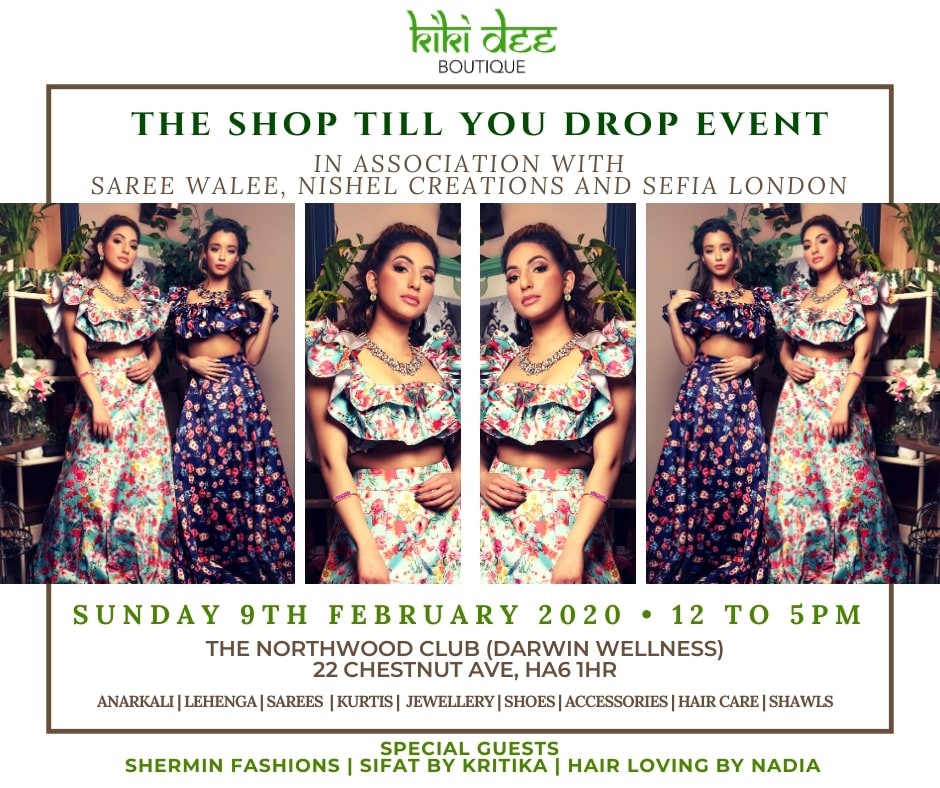 kiki dee
BOUTIQUE
THE SHOP TILL YOU DROP EVENT
IN ASSOCIATION WITH
SAREE WALEE, NISHEL CREATIONS AND SEFIA LONDON
SUNDAY 9TH FEBRUARY 2020 • 12 TO 5PM
THE NORTHWOOD CLUB (DARWIN WELLNESS)
22 CHESTNUT AVE, HA6 1HR
ANARKALI | LEHENGA | SAREES | KURTIS | JEWELLERY | SHOES | ACCESSORIES | HAIR CARE | SHAWLS
SPECIAL GUESTS
SHERMIN FASHIONS | SIFAT BY KRITIKA | HAIR LOVING BY NADIA